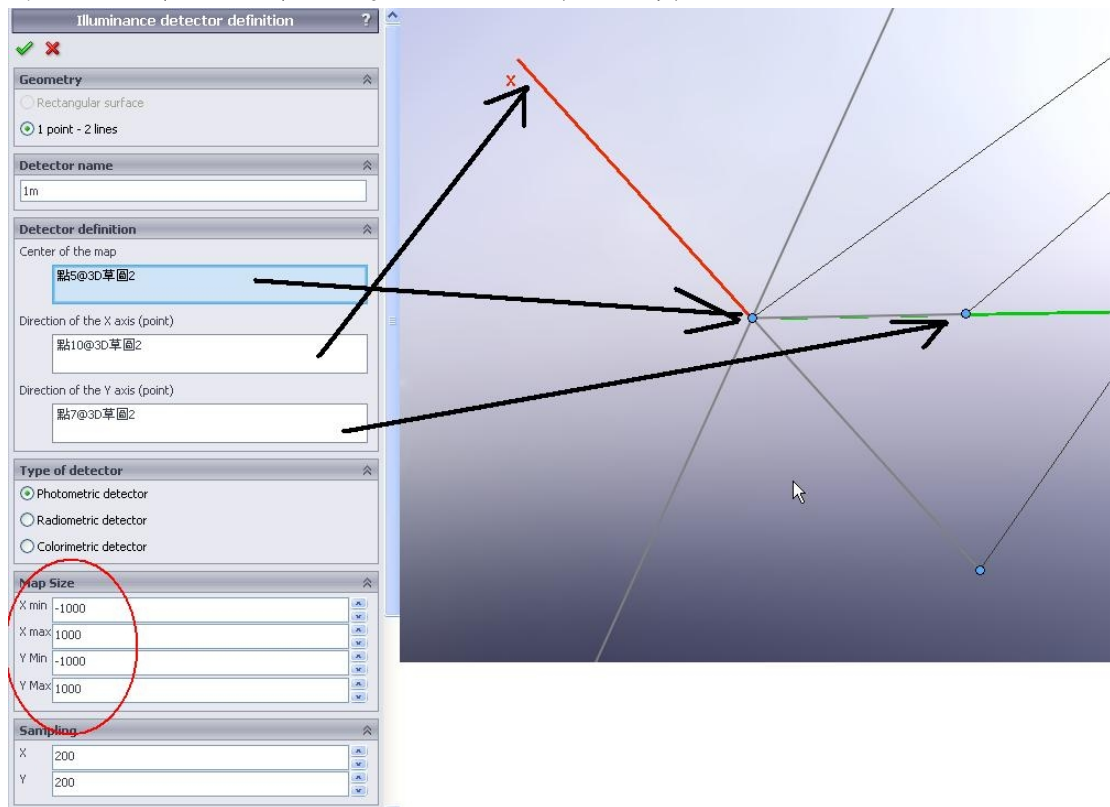 Illuminance detector definition ?
Geometry
Rectangular surface
1 point - 2 lines
Detector name
1m
Detector definition
Center of the map
點5@3D草圖2
Direction of the X axis (point)
點10@3D草圖2
Direction of the Y axis (point)
點7@3D草圖2
Type of detector
Photometric detector
Radiometric detector
Colorimetric detector
Map Size
X min -1000
X max 1000
Y Min -1000
Y Max 1000
Sampling
X 200
Y 200
x